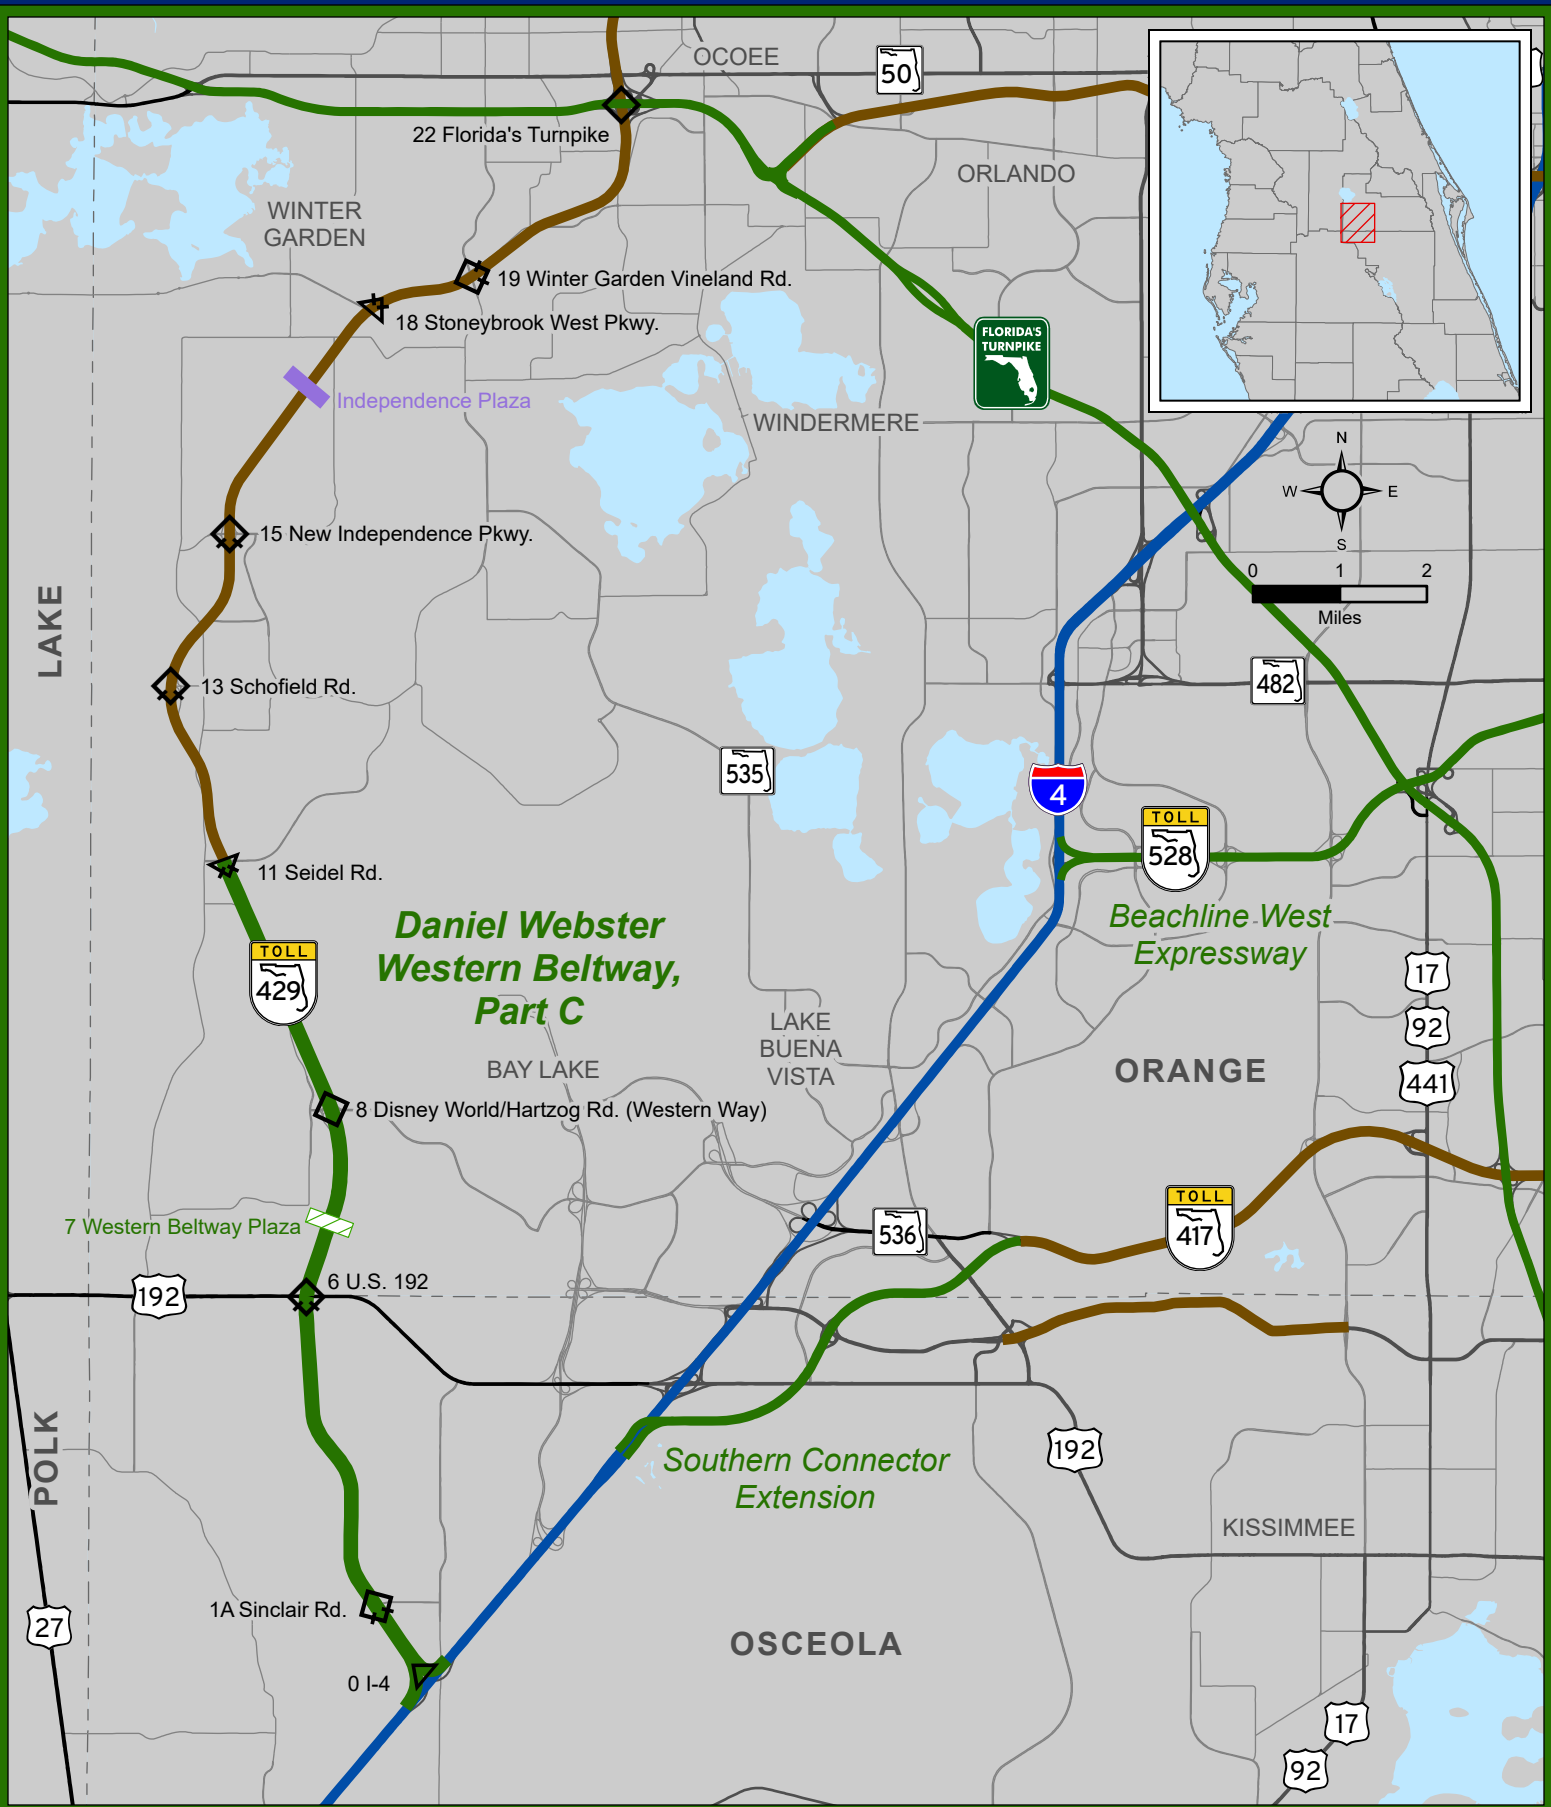 OCOEE
50
22 Florida's Turnpike
ORLANDO
WINTER
GARDEN
19 Winter Garden Vineland Rd.
18 Stoneybrook West Pkwy.
FLORIDA'S
TURNPIKE
Independence Plaza
WINDERMERE
N
W
E
S
15 New Independence Pkwy.
0
1
2
Miles
LAKE
482
13 Schofield Rd.
535
4
TOLL
528
11 Seidel Rd.
Beachline West
Expressway
Daniel Webster
Western Beltway,
Part C
TOLL
429
17
92
441
LAKE
BUENA
VISTA
BAY LAKE
ORANGE
8 Disney World/Hartzog Rd. (Western Way)
TOLL
417
7 Western Beltway Plaza
536
6 U.S. 192
192
POLK
192
Southern Connector
Extension
KISSIMMEE
1A Sinclair Rd.
27
OSCEOLA
0 I-4
17
92